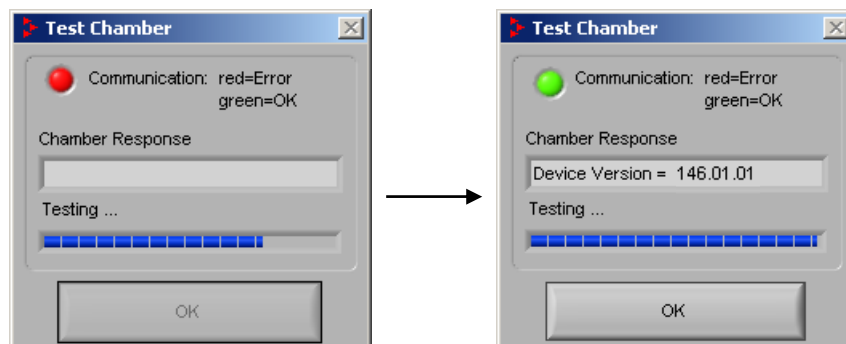 Test Chamber
Communication: red=Error
green=OK
Chamber Response
Testing ...
OK
Test Chamber
Communication: red=Error
green=OK
Chamber Response
Device Version = 146.01.01
Testing ...
OK